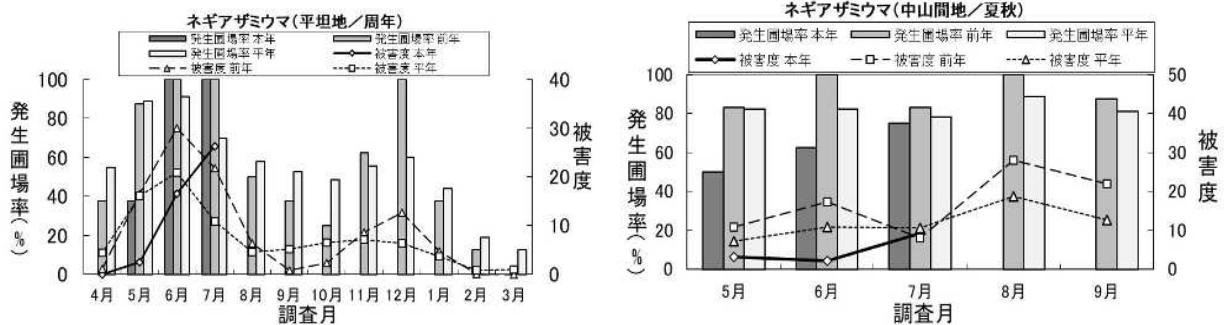 ネギアザミウマ(平坦地／周年)
発生圃場率 本年
発生圃場率 前年
発生圃場率 平年
被害度 本年
被害度 前年
被害度 平年
発生圃場率(%)
100
80
60
40
20
0
40
30
20
10
0
被害度
4月 5月 6月 7月 8月 9月 10月 11月 12月 1月 2月 3月
調査月
ネギアザミウマ(中山間地／夏秋)
発生圃場率 本年
発生圃場率 前年
発生圃場率 平年
被害度 本年
被害度 前年
被害度 平年
発生圃場率(%)
100
80
60
40
20
0
50
40
30
20
10
0
被害度
5月 6月 7月 8月 9月
調査月